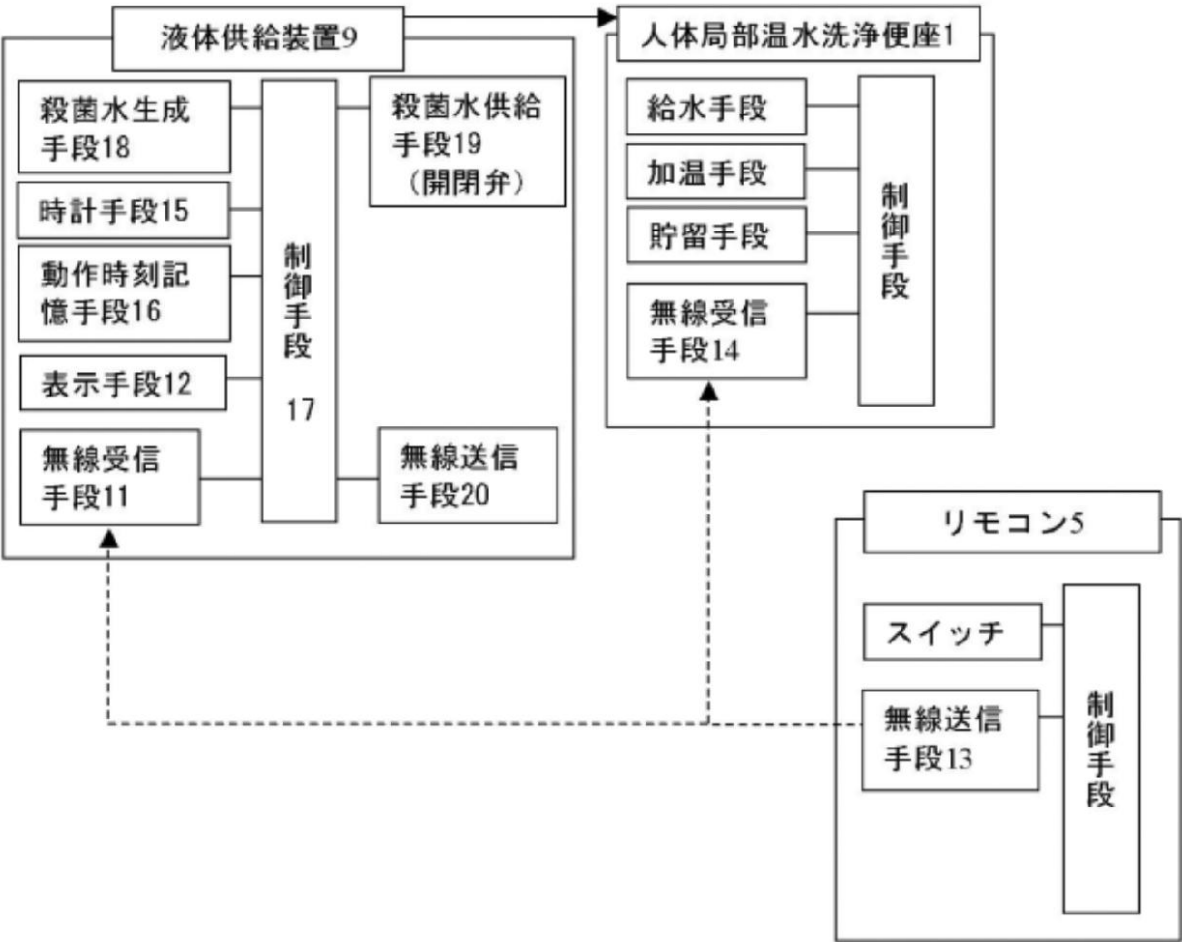 液体供給装置9
殺菌水生成
手段18
時計手段15
動作時刻記
憶手段16
表示手段12
無線受信
手段11
制御手段
17
殺菌水供給
手段19
(開閉弁)
無線送信
手段20
人体局部温水洗浄便座1
給水手段
加温手段
貯留手段
無線受信
手段14
制御手段
リモコン5
スイッチ
無線送信
手段13
制御手段